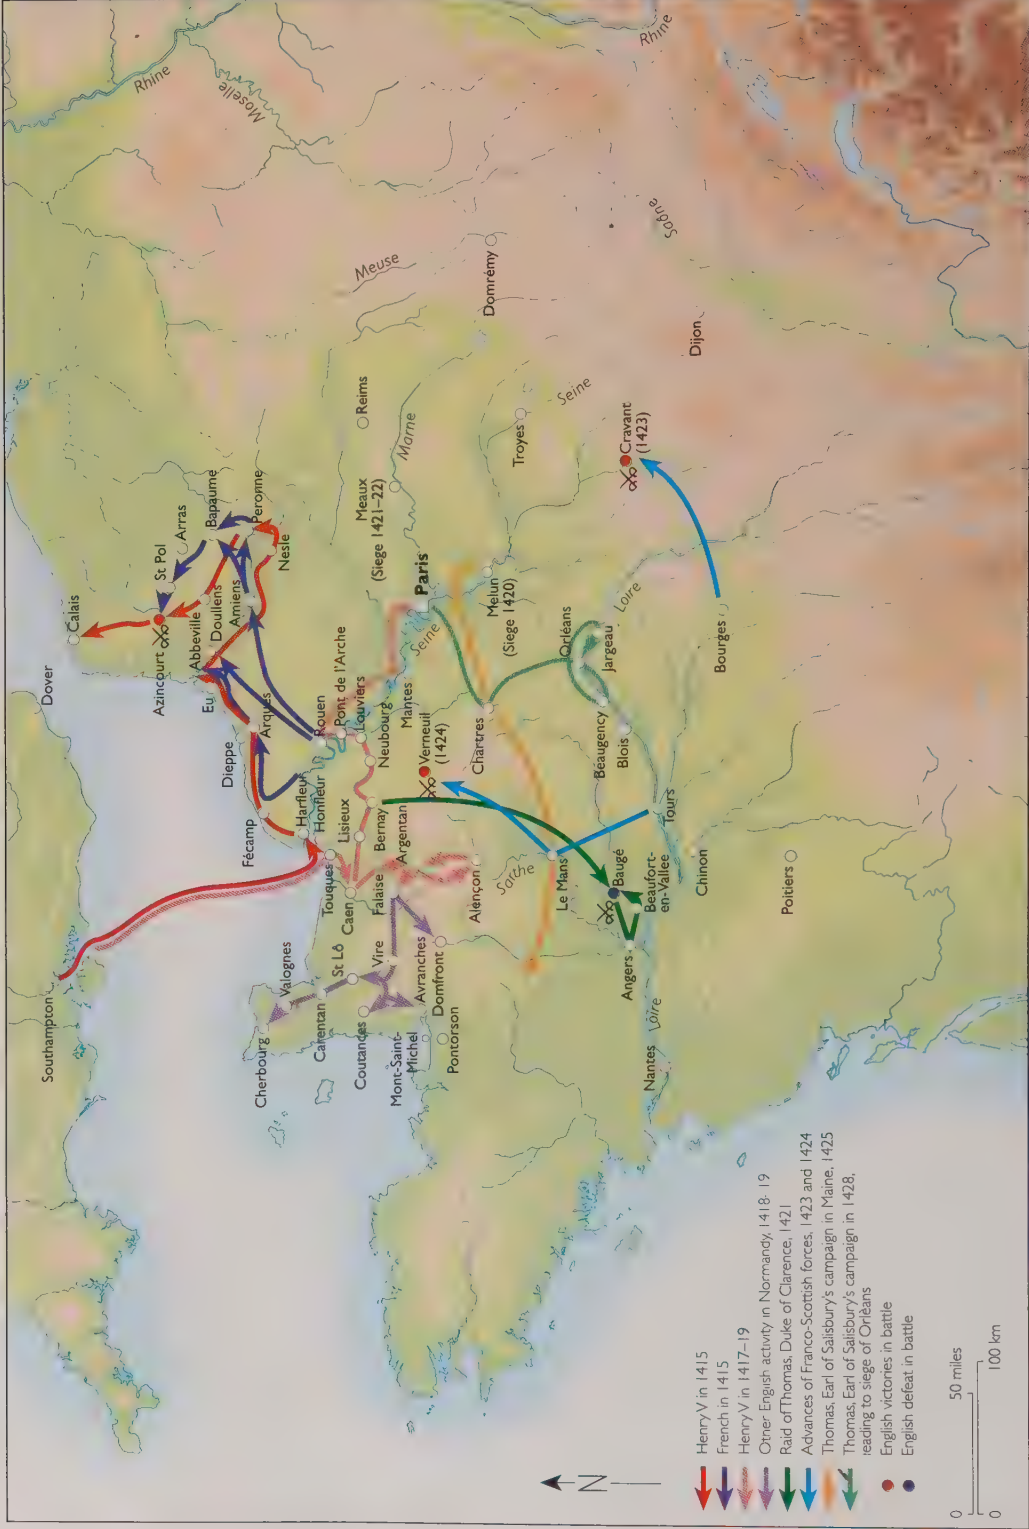 Southampton
Dover
Calais
Rhine
Azincourt
St Pol
Arras
Abbeville
Doullens
Bapaume
Eu
Amiens
Peronne
Moselle
Dieppe
Arques
Nesle
Fécamp
Cherbourg
Valognes
Harfleur
Honfleur
Rouen
Pont de l'Arche
Louviers
Carentan
St Lô
Touques
Lisieux
Caen
Coutances
Vire
Falaise
Bernay
Neubourg
Meaux
(Siege 1421–22)
Reims
Meuse
Mont-Saint-
Michel
Avranches
Argentan
Mantes
Marne
Domfront
Pontorson
Verneuil
(1424)
Seine
Paris
Alençon
Chartres
Melun
(Siege 1420)
Domrémy
Sarthe
Troyes
Le Mans
Orléans
Seine
Beaugency
Jargeau
Loire
Cravant
(1423)
Baugé
Blois
Angers
Beaufort-
en-Vallee
Nantes
Loire
Tours
Rhine
Saône
Chinon
Bourges
Dijon
Poitiers
Henry V in 1415
French in 1415
Henry V in 1417–19
Other English activity in Normandy, 1418-19
Raid of Thomas, Duke of Clarence, 1421
Advances of Franco-Scottish forces, 1423 and 1424
Thomas, Earl of Salisbury's campaign in Maine, 1425
Thomas, Earl of Salisbury's campaign in 1428,
leading to siege of Orléans
English victories in battle
English defeat in battle
N
0 50 miles
0 100 km